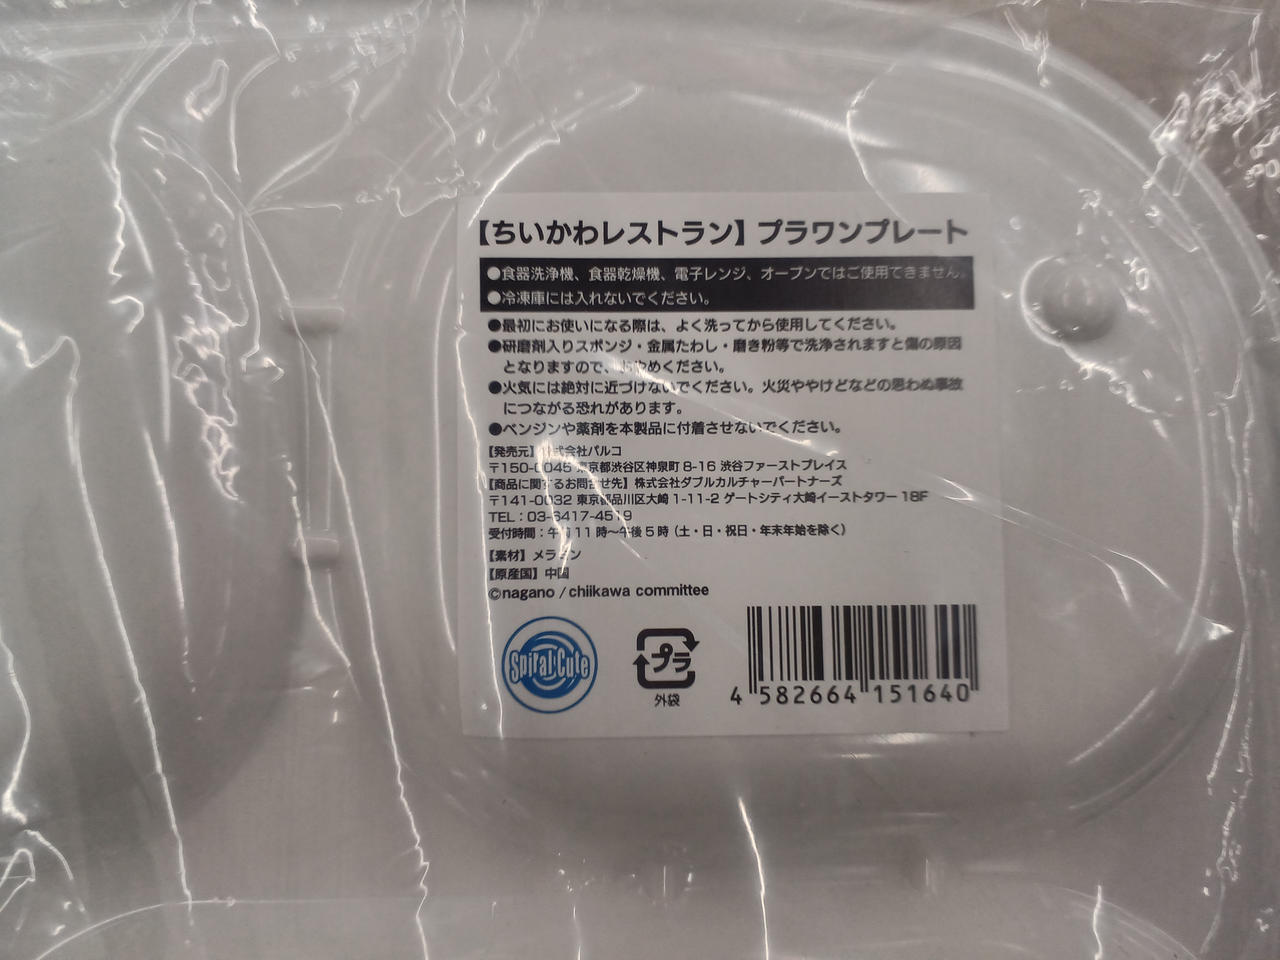 【ちいかわレストラン】プラワンプレート
●食器洗浄機、食器乾燥機、電子レンジ、オーブンではご使用できません。
●冷凍庫には入れないでください。
●最初にお使いになる際は、よく洗ってから使用してください。
●研磨剤入りスポンジ・金属たわし・磨き粉等で洗浄されますと傷の原因
となりますので、おやめください。
●火気には絶対に近づけないでください。火災ややけどなどの思わぬ事故
につながる恐れがあります。
●ベンジンや薬剤を本製品に付着させないでください。
【発売元】株式会社パルコ
〒150-0045 東京都渋谷区神泉町 8-16 渋谷ファーストプレイス
【商品に関するお問合せ先】株式会社ダブルカルチャーパートナーズ
〒141-0032 東京都品川区大崎 1-11-2 ゲートシティ大崎イーストタワー 18F
TEL：03-6417-4519
受付時間：午前11時～午後5時（土・日・祝日・年末年始を除く）
【素材】メラミン
【原産国】中国
©nagano / chiikawa committee
Spiral Cute
プラ
外袋
4 582664 151640